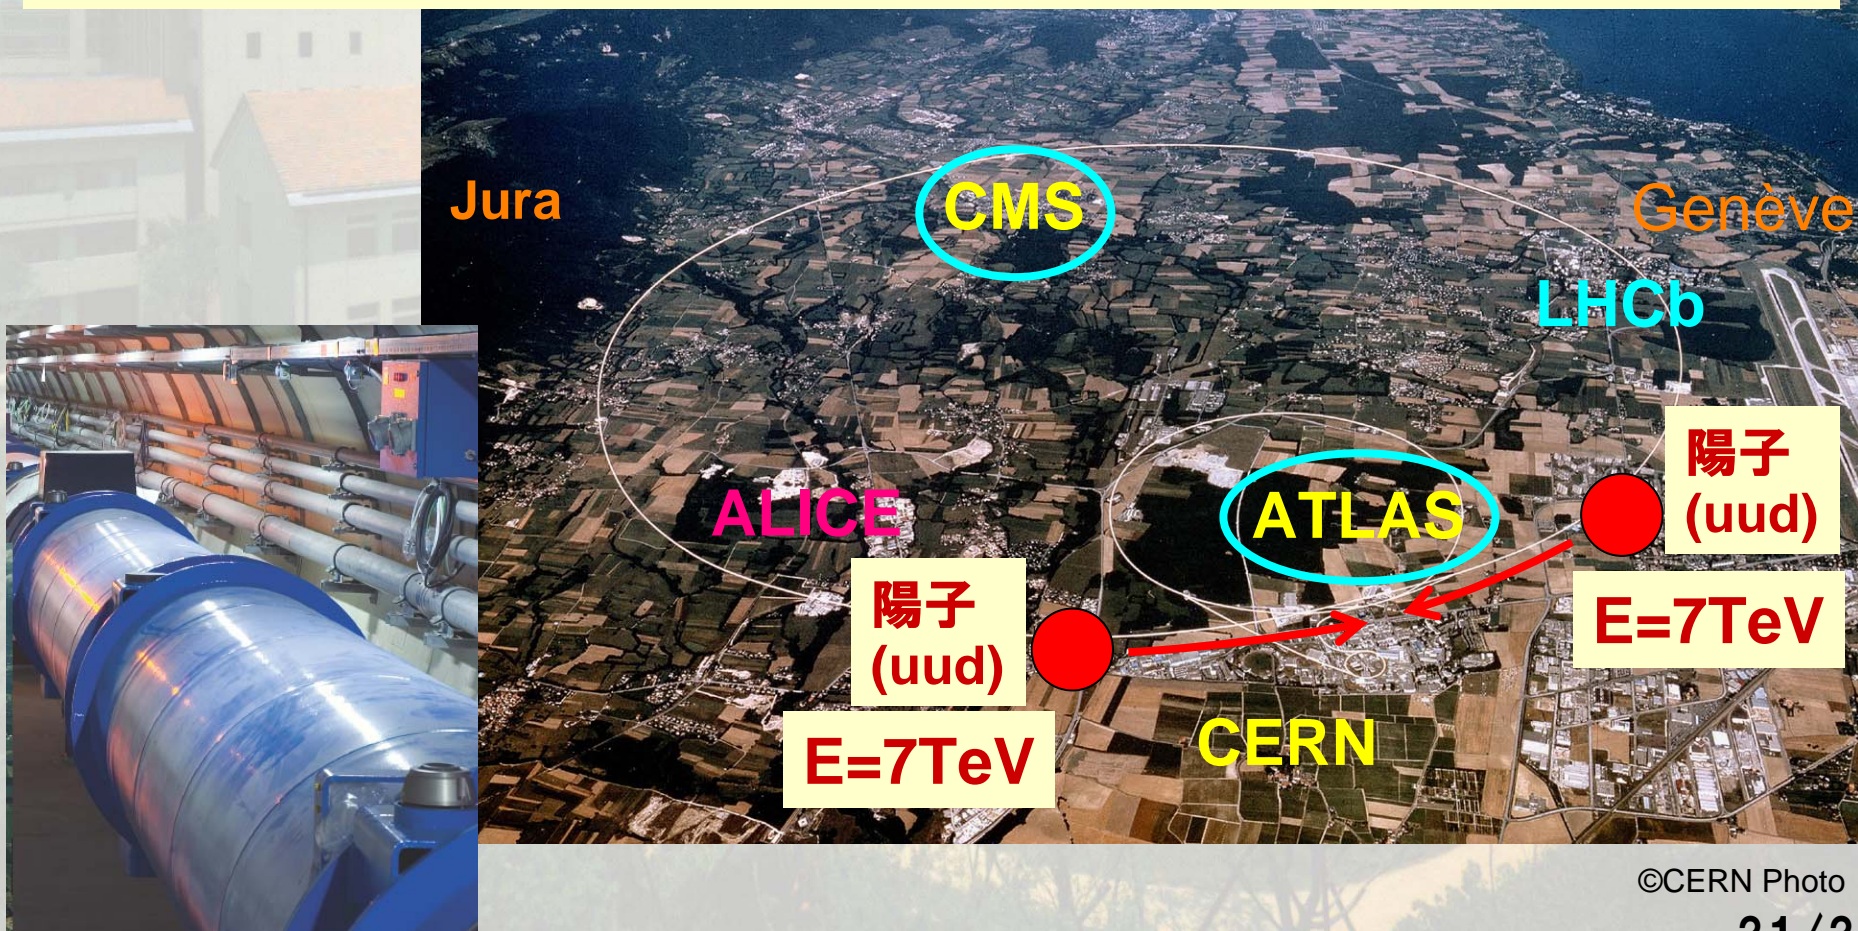 CMS
Jura
Genève
LHCb
陽子
(uud)
ALICE
ATLAS
E=7TeV
陽子
(uud)
E=7TeV
CERN
©CERN Photo